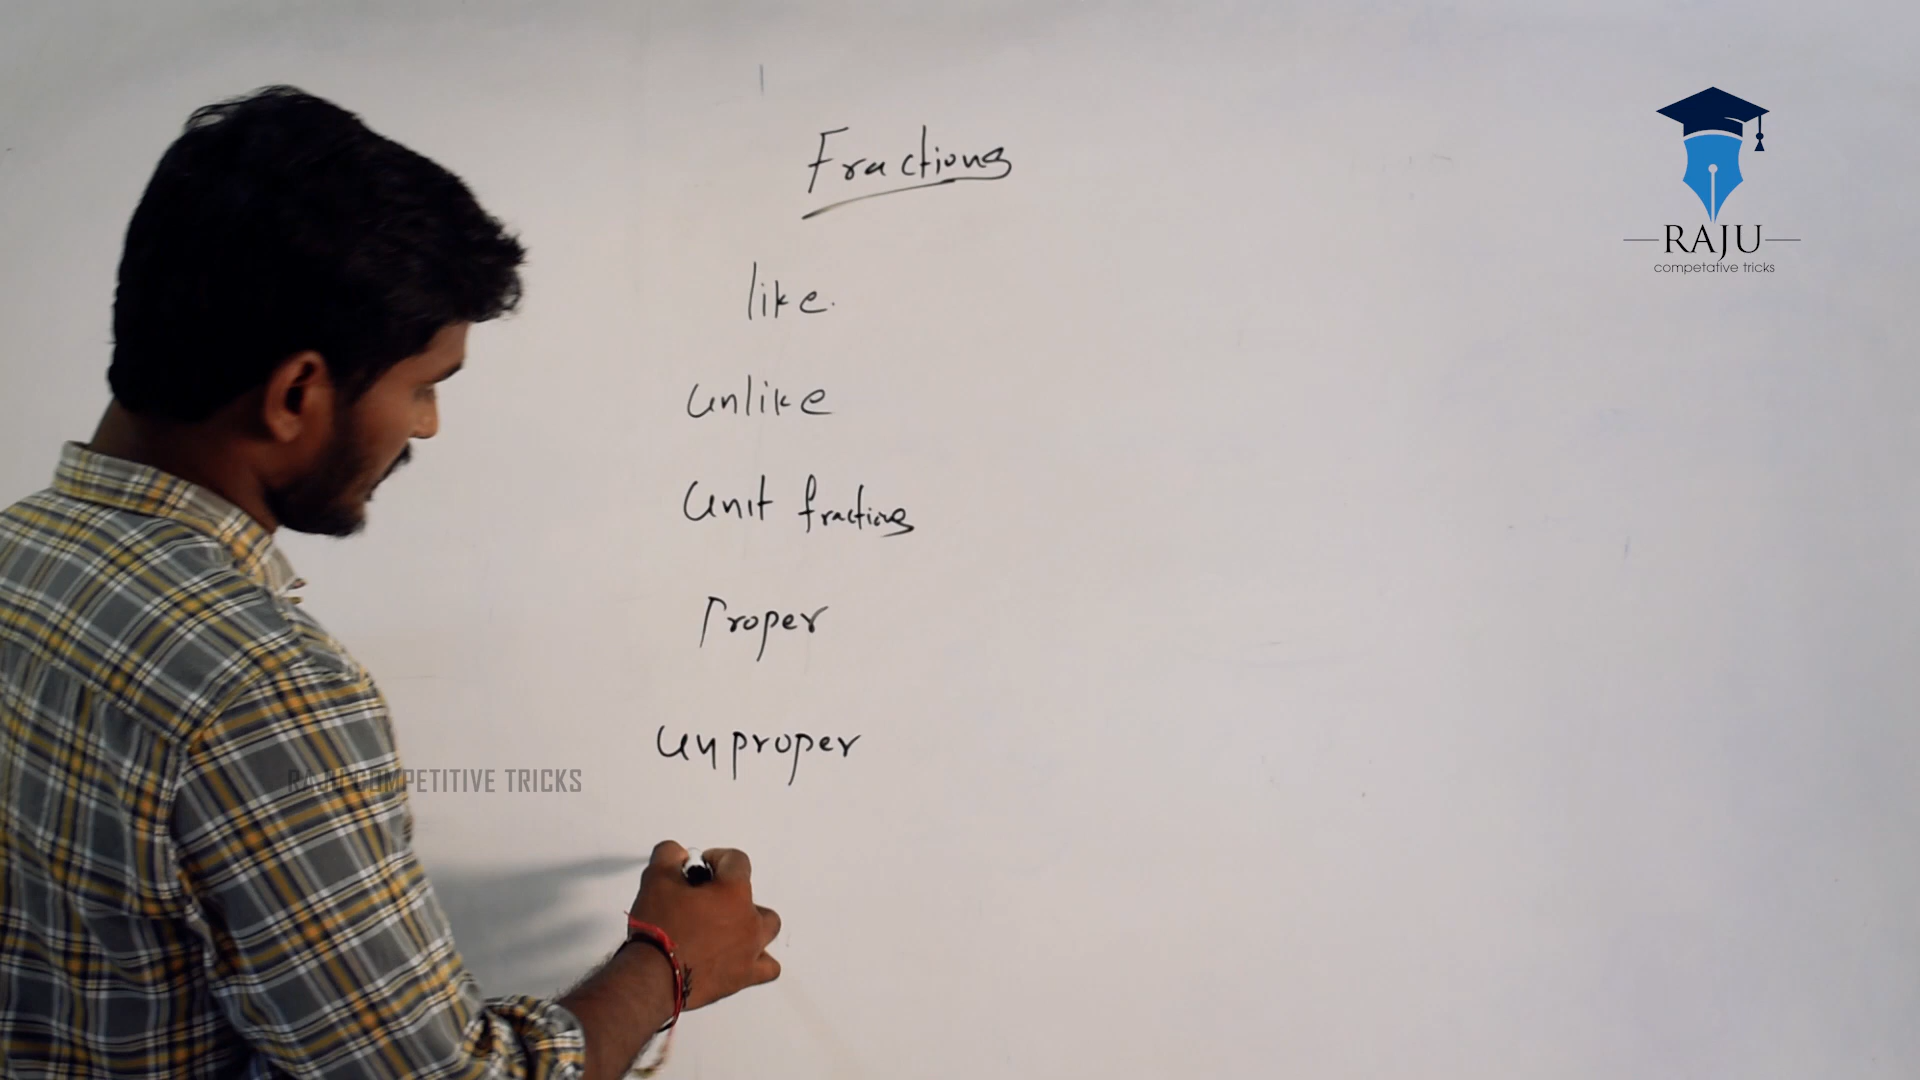 Fractions
RAJU
competative tricks
like.
unlike
unit fractions
Proper
unproper
RAJU COMPETITIVE TRICKS